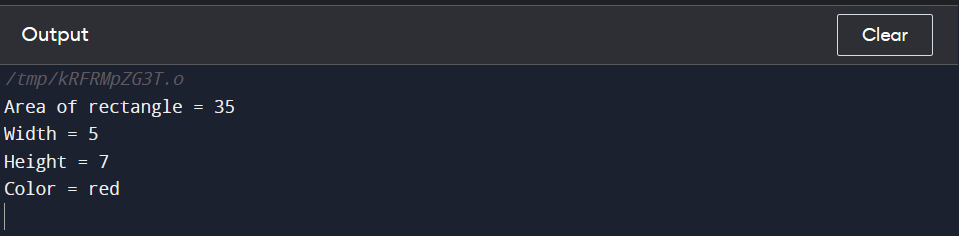 Output
Clear
/tmp/kRFRMpZG3T.o
Area of rectangle = 35
Width = 5
Height = 7
Color = red